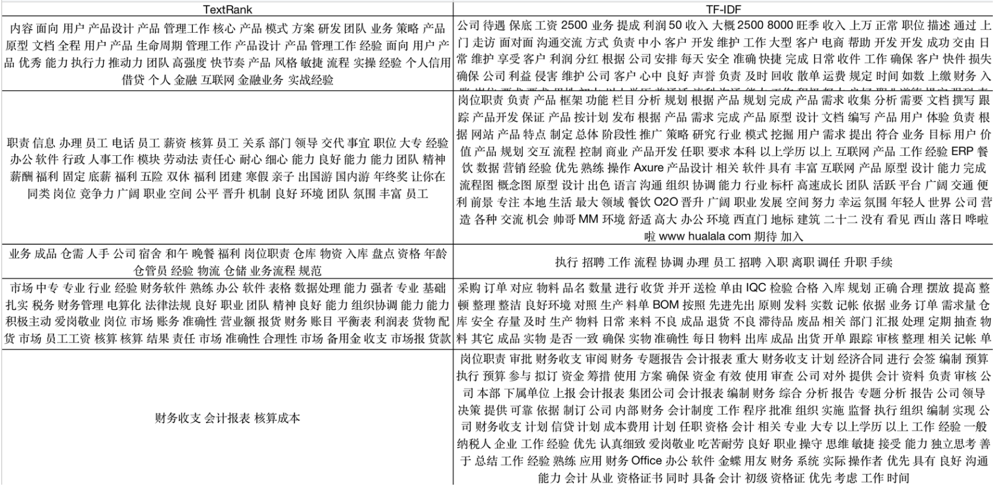 TextRank
TF-IDF
内容 面向 用户 产品设计 产品 管理工作 核心 产品 模式 方案 研发 团队 业务 策略 产品
原型 文档 全程 用户 产品 生命周期 管理工作 产品设计 产品 管理工作 经验 面向 用户 产
品 优秀 能力 执行力 推动力 团队 高强度 快节奏 产品 风格 敏捷 流程 实操 经验 个人信用
借贷 个人 金融 互联网 金融业务 实战经验
公司 待遇 保底 工资 2500 业务 提成 利润 50 收入 大概 2500 8000 旺季 收入 上万 正常 职位 描述 通过 上
门 走访 面对面 沟通交流 方式 负责 中小 客户 开发 维护 工作 大型 客户 电商 帮助 开发 开发 成功 交由 日
常 维护 享受 客户 利润 分红 根据 公司 安排 每天 安全 准确 快捷 完成 日常 收件 工作 确保 客户 快件 损失
确保 公司 利益 侵害 维护 公司 客户 心中 良好 声誉 负责 及时 回收 散单 运费 规定 时间 如数 上缴 财务 入
职责 信息 办理 员工 电话 员工 薪资 核算 员工 关系 部门 领导 交代 事宜 职位 大专 经验
办公 软件 行政 人事工作 模块 劳动法 责任心 耐心 细心 能力 良好 能力 能力 团队 精神
薪酬 福利 固定 底薪 福利 五险 双休 福利 团建 寒假 亲子 出国游 国内游 年终奖 让你在
同类 岗位 竞争力 广阔 职业 空间 公平 晋升 机制 良好 环境 团队 氛围 丰富 员工
岗位职责 负责 产品 框架 功能 栏目 分析 规划 根据 产品 规划 完成 产品 需求 收集 分析 需要 文档 撰写 跟
踪 产品开发 保证 产品 按计划 发布 根据 产品 需求 完成 产品 原型 设计 文档 编写 产品 用户 体验 负责 根
据 网站 产品 特点 制定 总体 阶段性 推广 策略 研究 行业 模式 挖掘 用户 需求 提出 符合 业务 目标 用户 价
值 产品 规划 交互 流程 控制 商业 产品开发 任职 要求 本科 以上学历 以上 互联网 产品 工作 经验 ERP 餐
饮 数据 营销 经验 优先 熟练 操作 Axure 产品设计 相关 软件 具有 丰富 互联网 产品 原型 设计 能力 完成
流程图 概念图 原型 设计 出色 语言 沟通 组织 协调 能力 行业 标杆 高速成长 团队 活跃 平台 广阔 交通 便
利 前景 专注 本地 生活 最大 领域 餐饮 O2O 晋升 广阔 职业 发展 空间 努力 幸运 氛围 年轻人 世界 公司 营
造 各种 交流 机会 帅哥 MM 环境 舒适 高大 办公 环境 西直门 地标 建筑 二十二 没有 看见 西山 落日 哗啦
啦 www hualala com 期待 加入
业务 成品 仓需 人手 公司 宿舍 和午 晚餐 福利 岗位职责 仓库 物资 入库 盘点 资格 年龄
仓管员 经验 物流 仓储 业务流程 规范
执行 招聘 工作 流程 协调 办理 员工 招聘 入职 离职 调任 升职 手续
市场 中专 专业 行业 经验 财务软件 熟练 办公 软件 表格 数据处理 能力 强者 专业 基础
扎实 税务 财务管理 电算化 法律法规 良好 职业 团队 精神 良好 能力 组织协调 能力 能力
积极主动 爱岗敬业 岗位 市场 账务 准确性 营业额 报货 财务 账目 平衡表 利润表 货物 配
货 市场 员工工资 核算 核算 结果 责任 市场 准确性 合理性 市场 备用金 收支 市场报 货款
采购 订单 对应 物料 品名 数量 进行 收货 并开 送检 单由 IQC 检验 合格 入库 规划 正确 合理 摆放 提高 整
顿 整理 整洁 良好环境 对照 生产 料单 BOM 按照 先进先出 原则 发料 实数 记帐 依据 业务 订单 需求量 仓
库 安全 存量 及时 生产 物料 日常 来料 不良 成品 退货 不良 滞待品 废品 相关 部门 汇报 处理 定期 抽查 物
料 其它 成品 实物 是否 一致 确保 实物 准确性 每日 物料 出库 成品 出货 开单 跟踪 审核 整理 相关 记帐 单
财务收支 会计报表 核算成本
岗位职责 审批 财务收支 审阅 财务 专题报告 会计报表 重大 财务收支 计划 经济合同 进行 会签 编制 预算
执行 预算 参与 拟订 资金 筹措 使用 方案 确保 资金 有效 使用 审查 公司 对外 提供 会计 资料 负责 审核 公
司 本部 下属单位 上报 会计报表 集团公司 会计报表 编制 财务 综合 分析 报告 专题 分析 报告 公司 领导
决策 提供 可靠 依据 制订 公司 内部 财务 会计制度 工作 程序 批准 组织 实施 监督 执行 组织 编制 实现 公
司 财务收支 计划 信贷 计划 成本费用 计划 任职 资格 会计 相关 专业 大专 以上学历 以上 工作 经验 一般
纳税人 企业 工作 经验 优先 认真细致 爱岗敬业 吃苦耐劳 良好 职业 操守 思维 敏捷 接受 能力 独立思考 善
于 总结 工作 经验 熟练 应用 财务 Office 办公 软件 金蝶 用友 财务 系统 实际 操作者 优先 具有 良好 沟通
能力 会计 从业 资格证书 同时 具备 会计 初级 资格证 优先 考虑 工作 时间